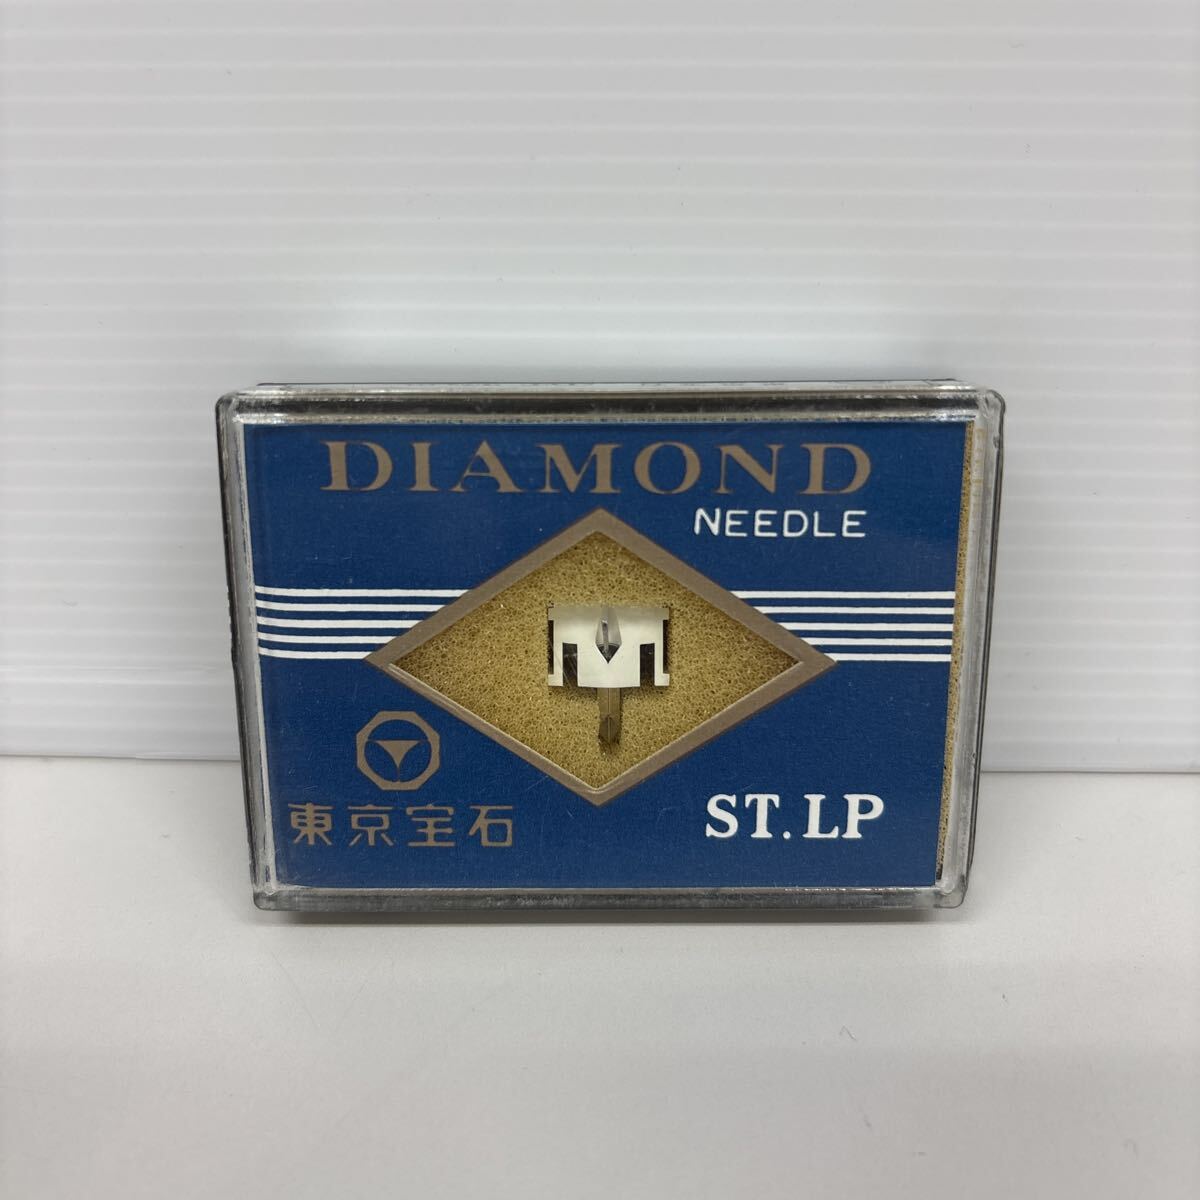 DIAMOND
NEEDLE
東京宝石
ST.LP